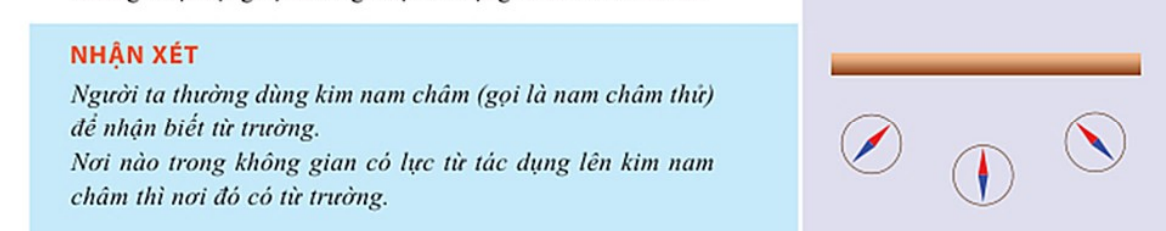 NHẬN XÉT
Người ta thường dùng kim nam châm (gọi là nam châm thử)
để nhận biết từ trường.
Nơi nào trong không gian có lực từ tác dụng lên kim nam
châm thì nơi đó có từ trường.